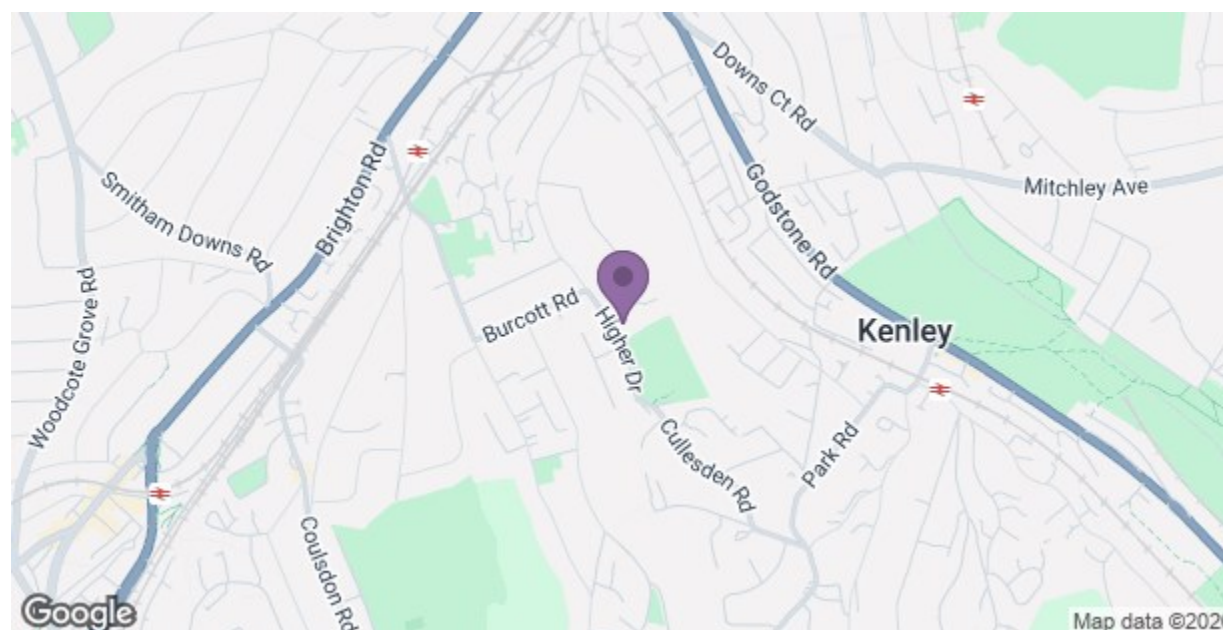 Downs Ct Rd
Brighton Rd
Smitham Downs Rd
Godstone Rd
Mitchley Ave
Woodcote Grove Rd
Burcott Rd
Higher Dr
Kenley
Cullesden Rd
Park Rd
Coulsdon Rd
Google
Map data ©202